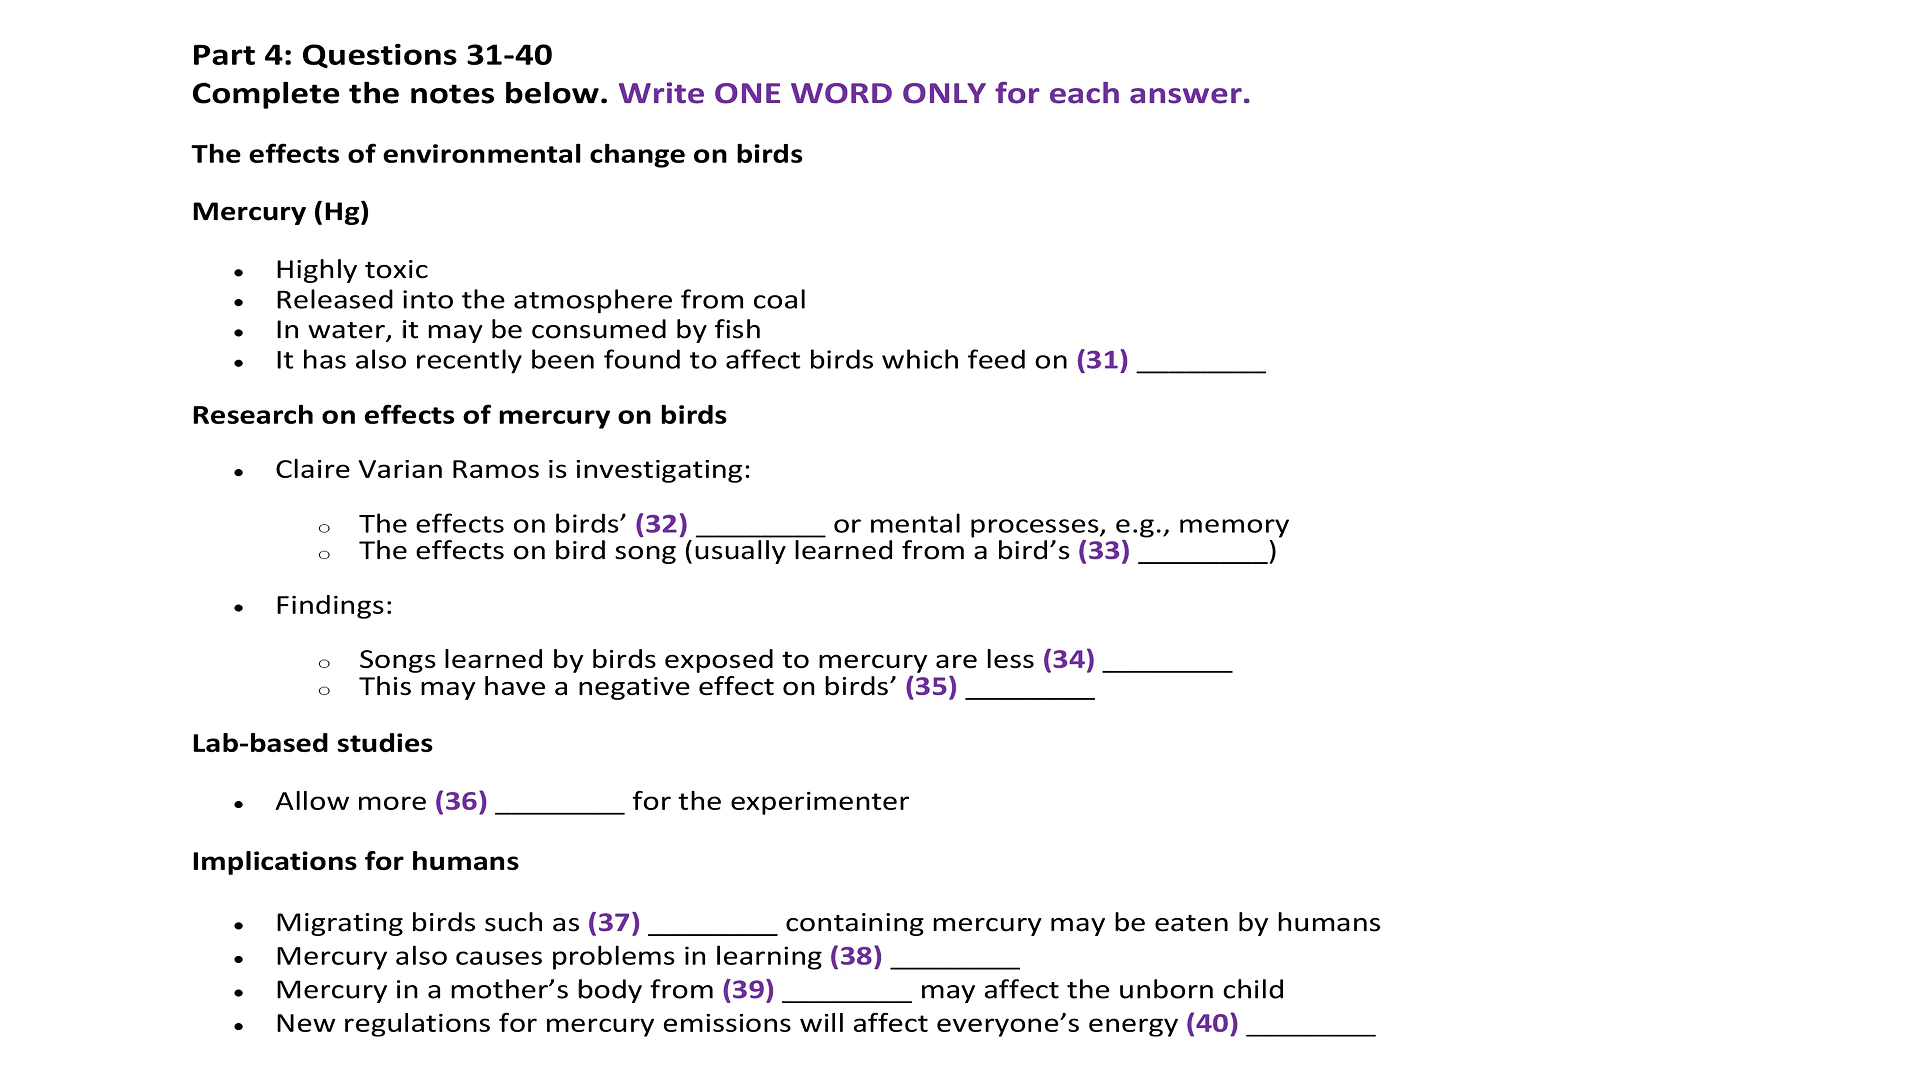 Part 4: Questions 31-40
Complete the notes below. Write ONE WORD ONLY for each answer.
The effects of environmental change on birds
Mercury (Hg)
• Highly toxic
• Released into the atmosphere from coal
• In water, it may be consumed by fish
• It has also recently been found to affect birds which feed on (31) ________
Research on effects of mercury on birds
• Claire Varian Ramos is investigating:
○ The effects on birds’ (32) ________ or mental processes, e.g., memory
○ The effects on bird song (usually learned from a bird’s (33) ________)
• Findings:
○ Songs learned by birds exposed to mercury are less (34) ________
○ This may have a negative effect on birds’ (35) ________
Lab-based studies
• Allow more (36) ________ for the experimenter
Implications for humans
• Migrating birds such as (37) ________ containing mercury may be eaten by humans
• Mercury also causes problems in learning (38) ________
• Mercury in a mother’s body from (39) ________ may affect the unborn child
• New regulations for mercury emissions will affect everyone’s energy (40) ________